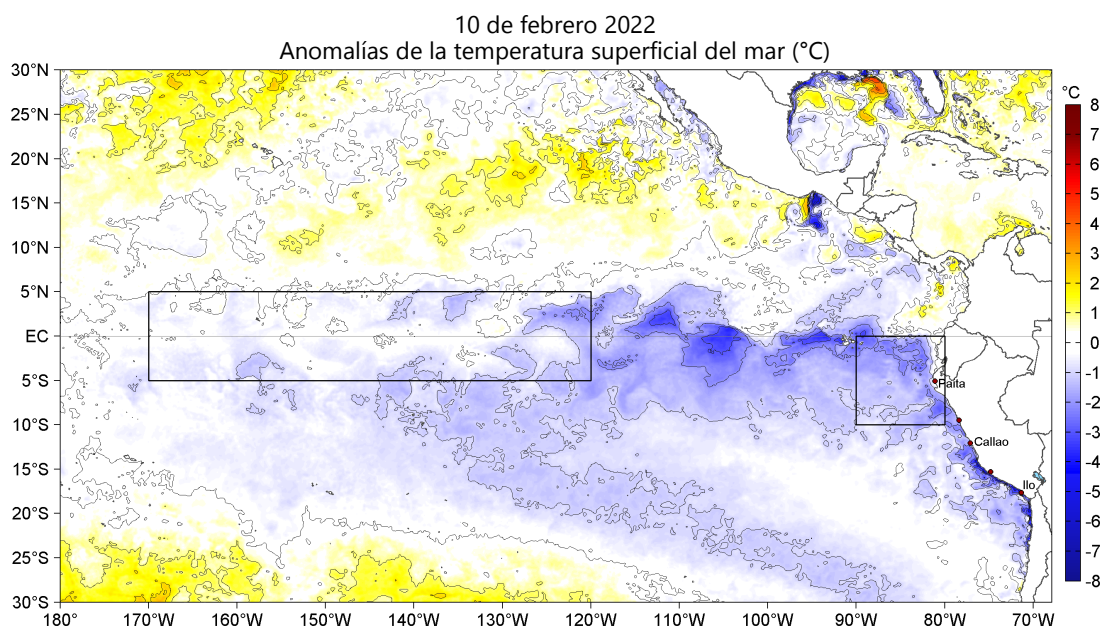 10 de febrero 2022
Anomalías de la temperatura superficial del mar (°C)
30°N
25°N
20°N
15°N
10°N
5°N
EC
5°S
10°S
15°S
20°S
25°S
30°S
Paita
Callao
Ilo
°C
8
7
6
5
4
3
2
1
0
-1
-2
-3
-4
-5
-6
-7
-8
180 170°W 160°W 150°W 140°W 130°W 120°W 110°W 100°W 90°W 80°W 70°W